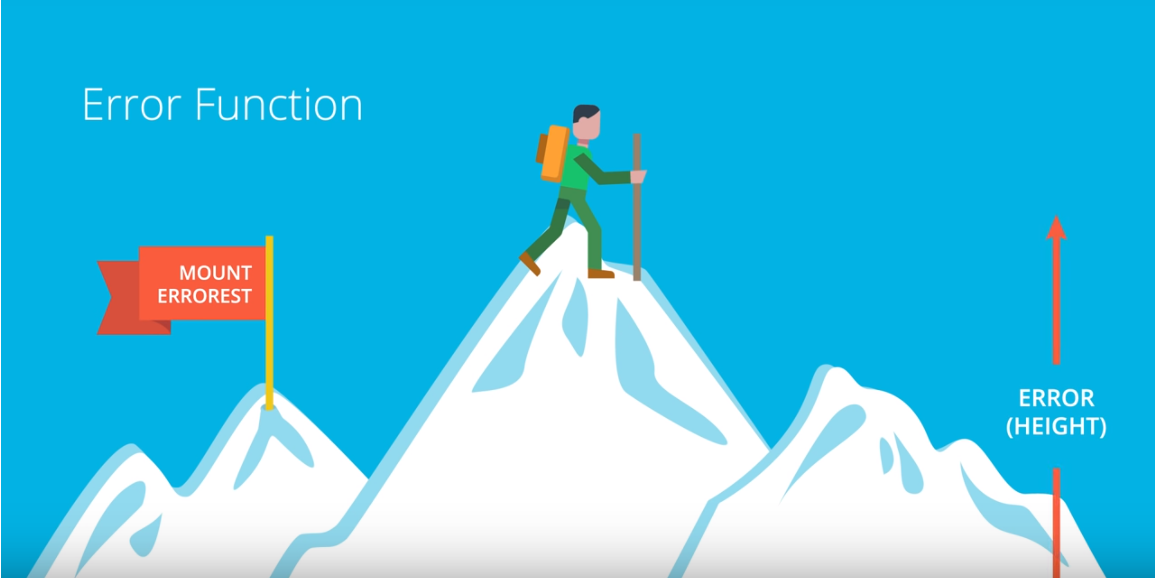 Error Function
MOUNT
ERROREST
ERROR
(HEIGHT)